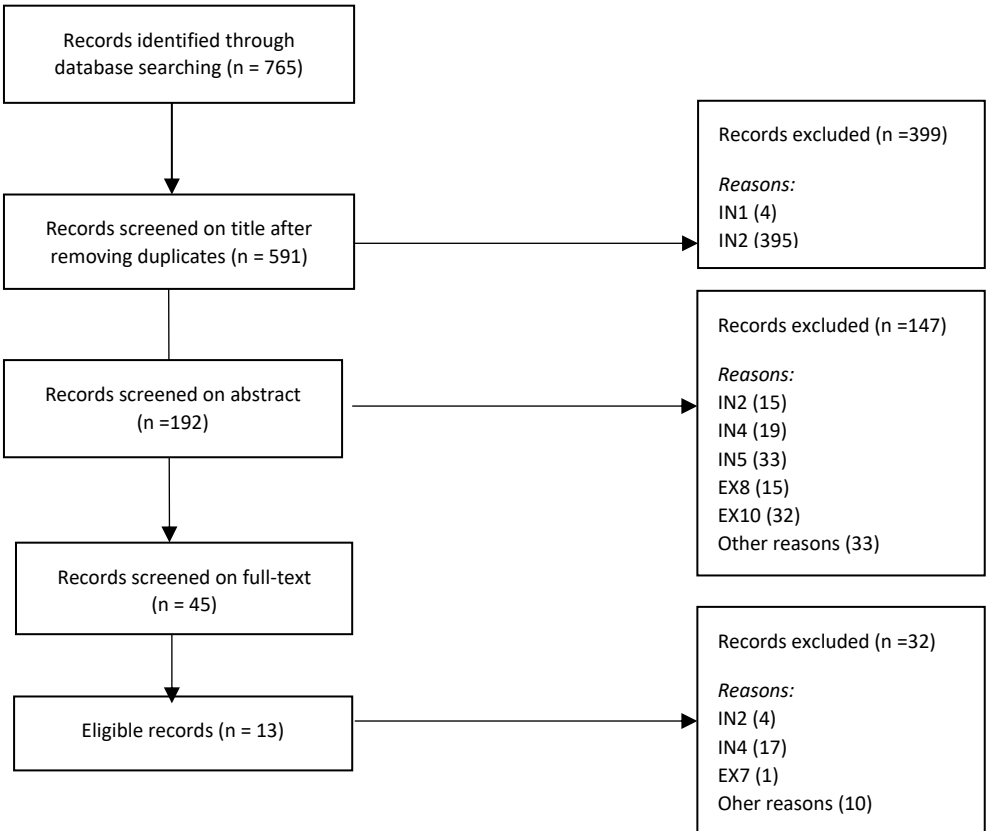 Records identified through
database searching (n = 765)
Records excluded (n =399)
Reasons:
IN1 (4)
IN2 (395)
Records screened on title after
removing duplicates (n = 591)
Records excluded (n =147)
Reasons:
IN2 (15)
IN4 (19)
IN5 (33)
EX8 (15)
EX10 (32)
Other reasons (33)
Records screened on abstract
(n =192)
Records screened on full-text
(n = 45)
Records excluded (n =32)
Reasons:
IN2 (4)
IN4 (17)
EX7 (1)
Oher reasons (10)
Eligible records (n = 13)